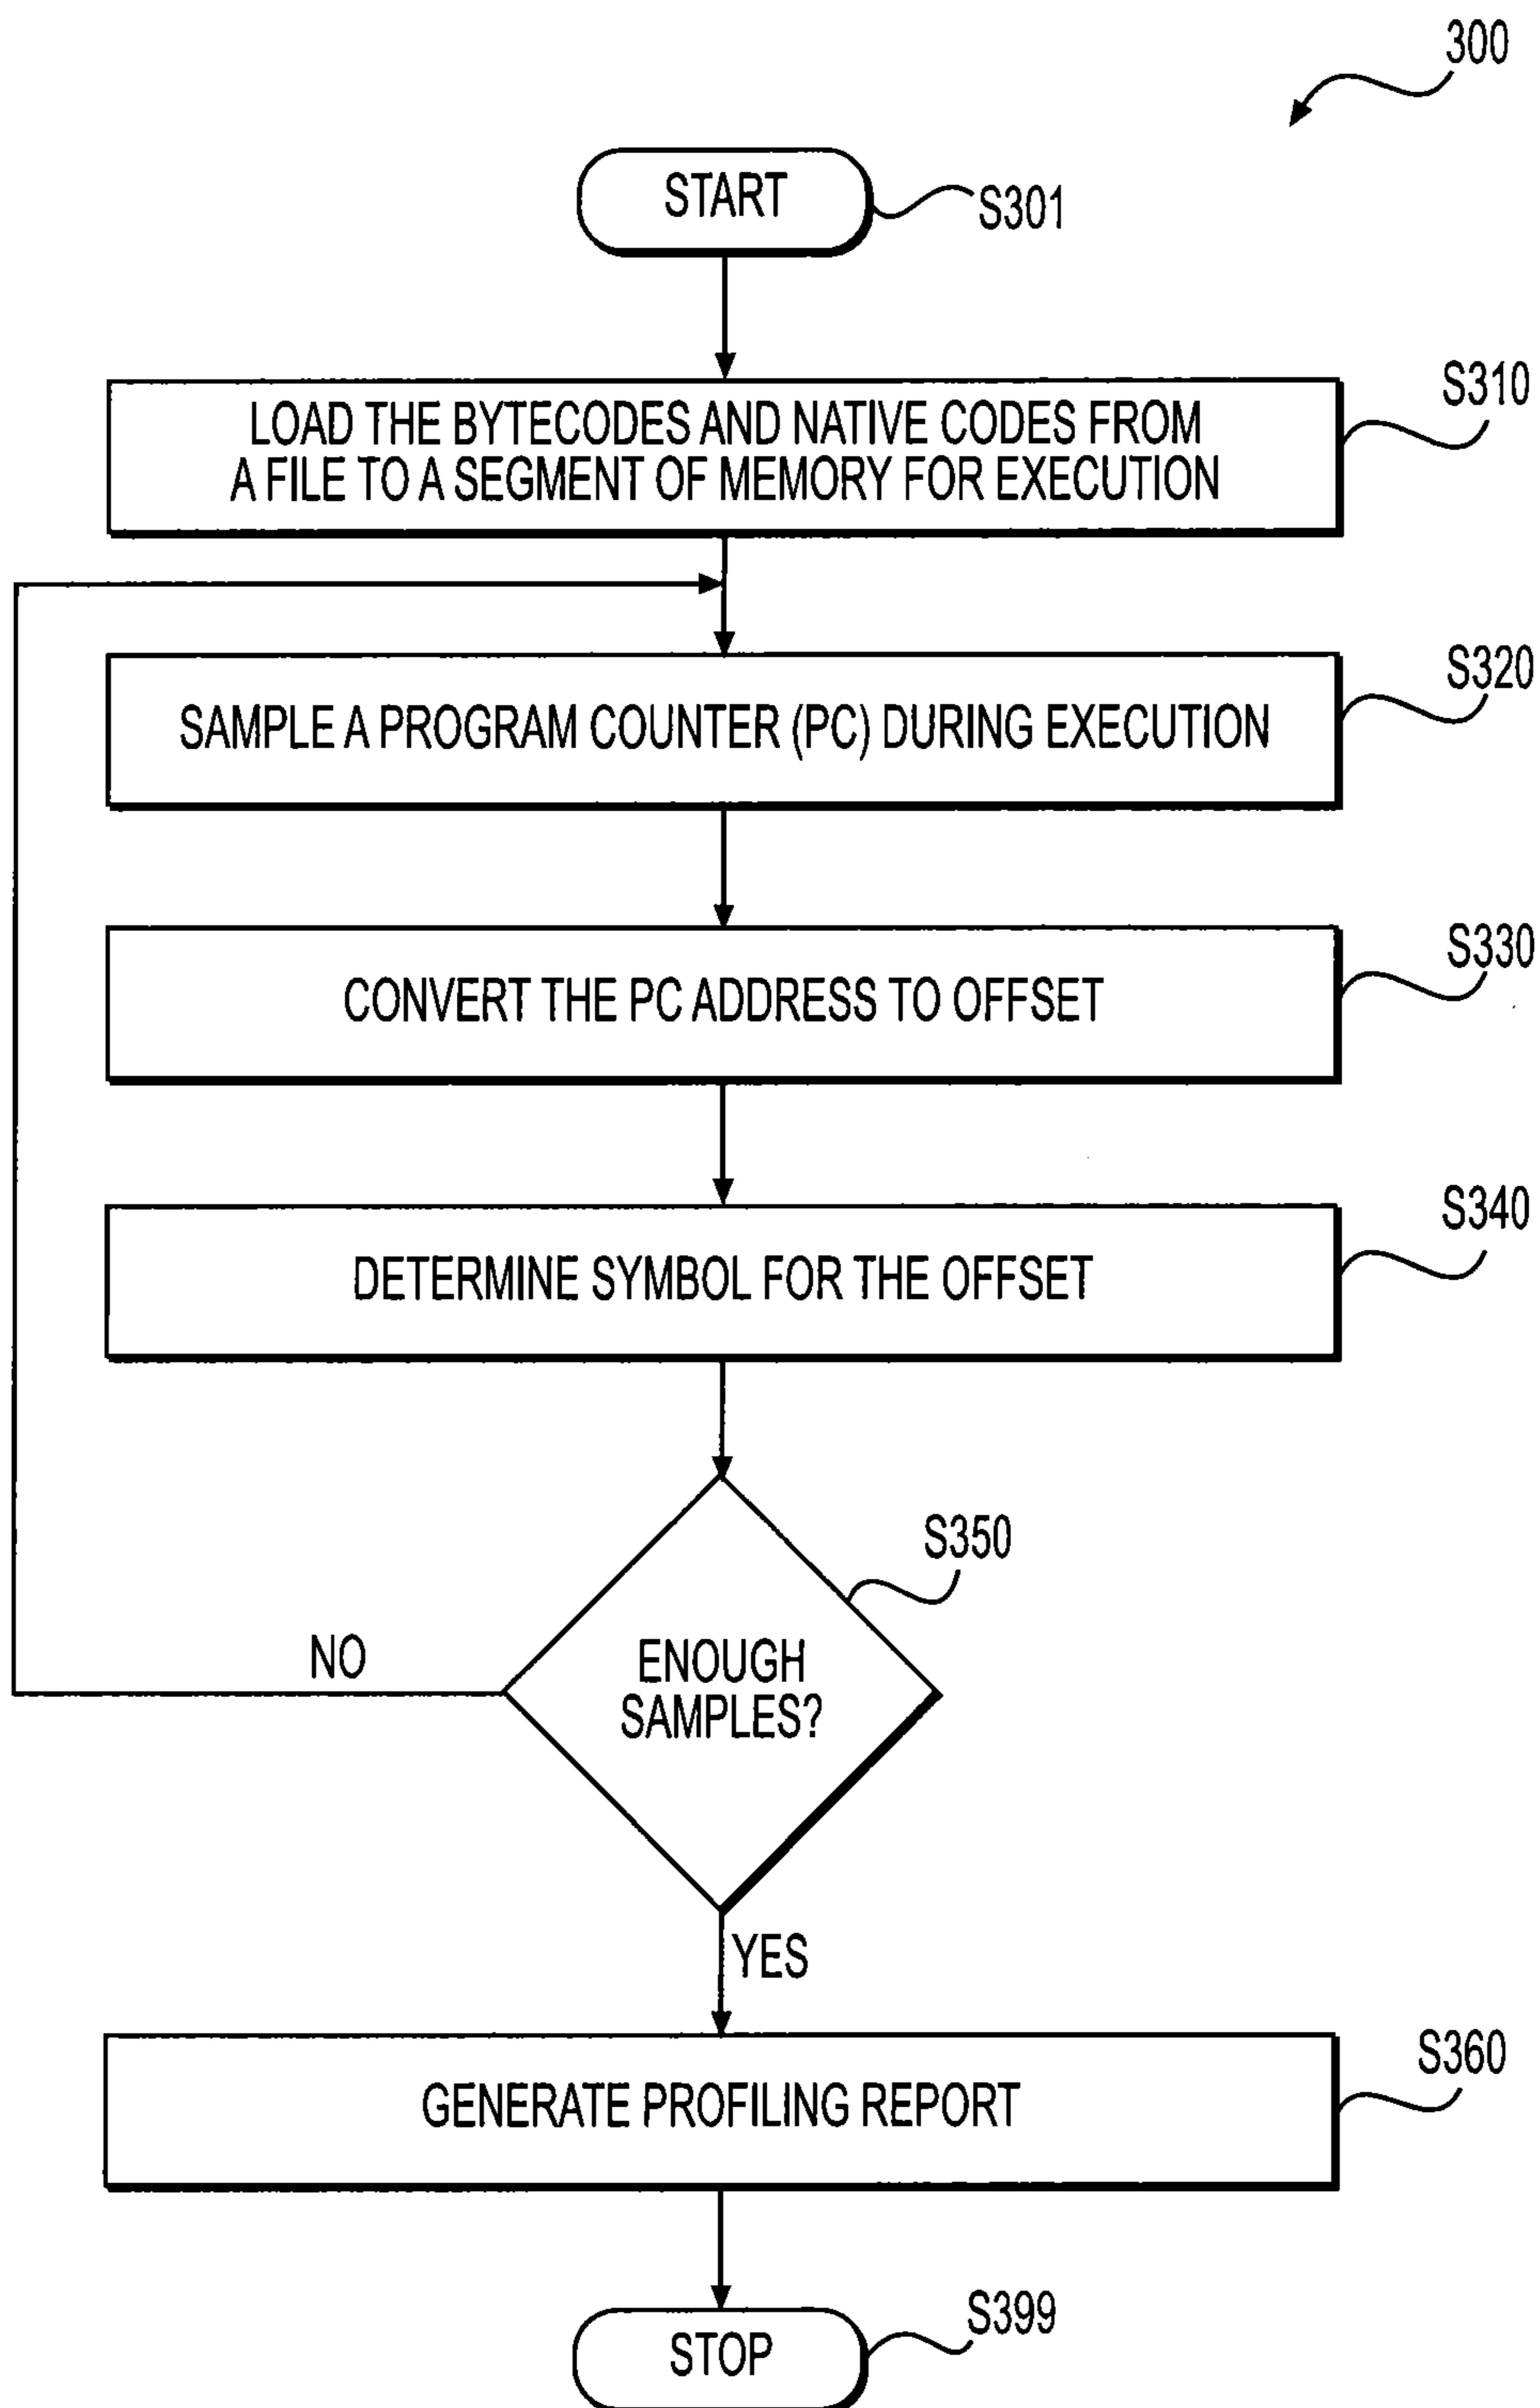 300
START
S301
LOAD THE BYTECODES AND NATIVE CODES FROM
A FILE TO A SEGMENT OF MEMORY FOR EXECUTION
S310
SAMPLE A PROGRAM COUNTER (PC) DURING EXECUTION
S320
CONVERT THE PC ADDRESS TO OFFSET
S330
DETERMINE SYMBOL FOR THE OFFSET
S340
S350
ENOUGH
SAMPLES?
NO
YES
GENERATE PROFILING REPORT
S360
STOP
S399